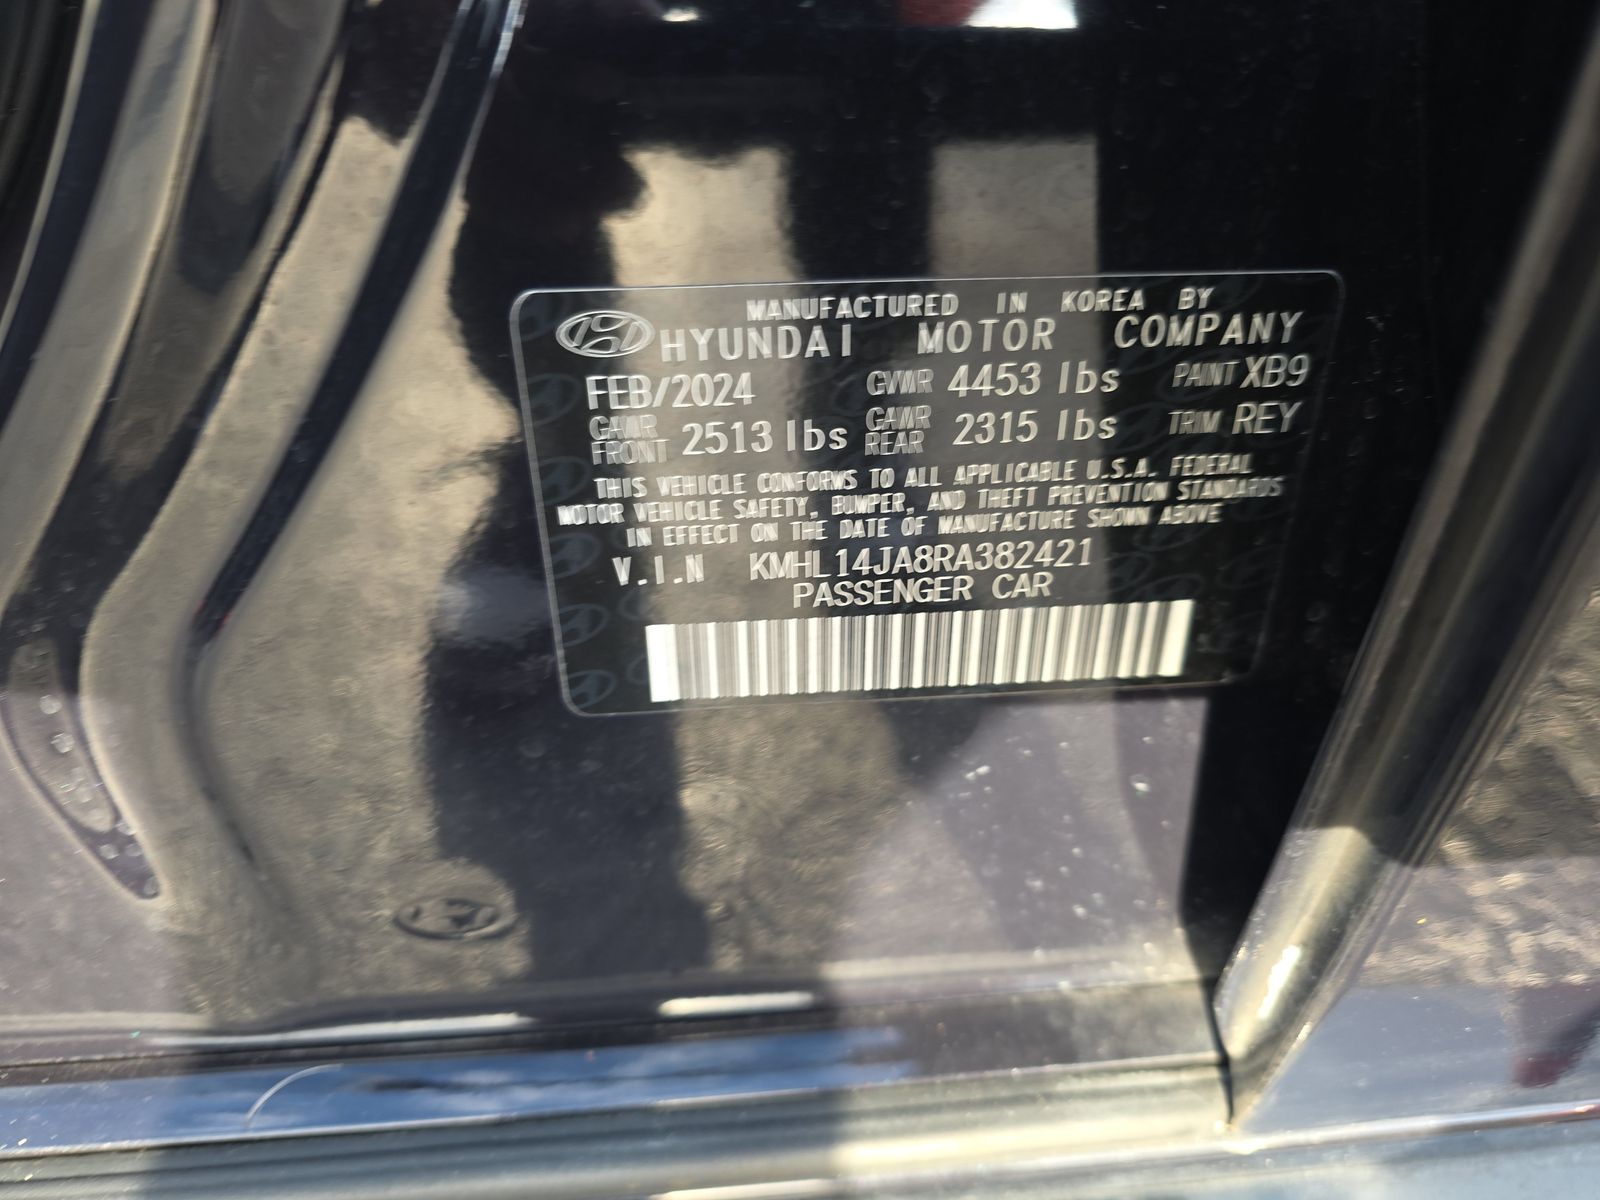 MANUFACTURED IN KOREA BY
HYUNDAI MOTOR COMPANY
FEB/2024 GVWR 4453 lbs PAINT XB9
GAWR FRONT 2513 lbs GAWR REAR 2315 lbs TRIM REY
THIS VEHICLE CONFORMS TO ALL APPLICABLE U.S.A. FEDERAL
MOTOR VEHICLE SAFETY, BUMPER, AND THEFT PREVENTION STANDARDS
IN EFFECT ON THE DATE OF MANUFACTURE SHOWN ABOVE
V.I.N KMHL14JA8RA382421
PASSENGER CAR